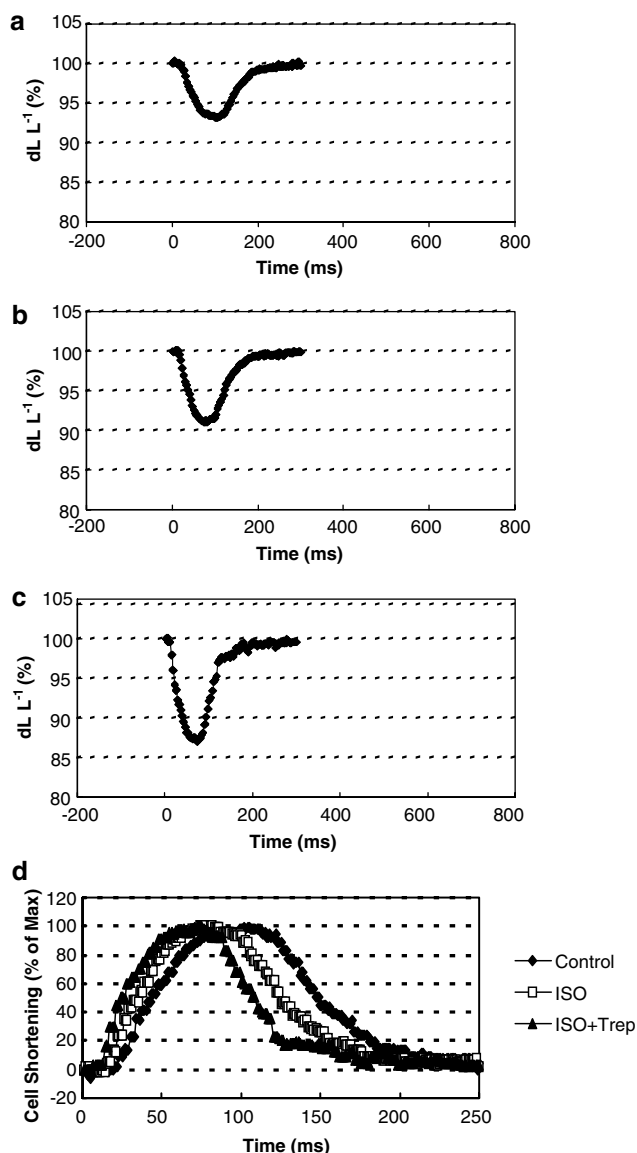 a
105
100
95
90
85
80
dL L⁻¹ (%)
-200 0 200 400 600 800
Time (ms)
b
105
100
95
90
85
80
dL L⁻¹ (%)
-200 0 200 400 600 800
Time (ms)
c
105
100
95
90
85
80
dL L⁻¹ (%)
-200 0 200 400 600 800
Time (ms)
d
120
100
80
60
40
20
0
-20
Cell Shortening (% of Max)
0 50 100 150 200 250
Time (ms)
Control
ISO
ISO+Trep